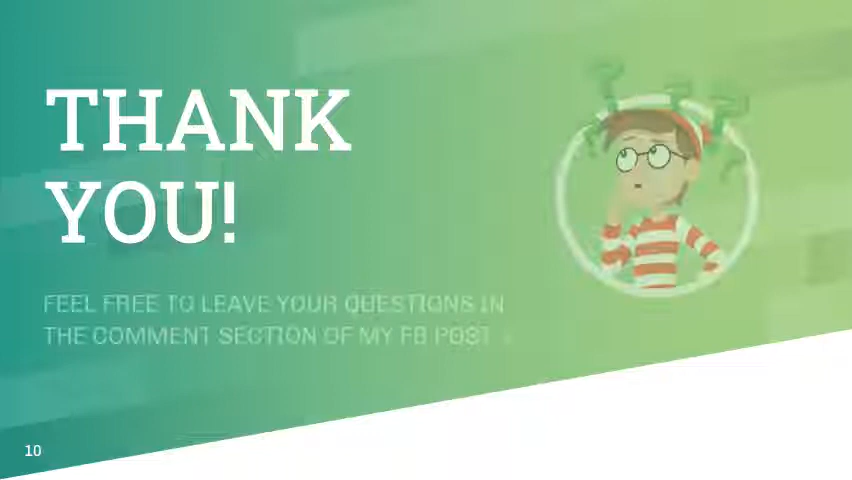 THANK
YOU!
FEEL FREE TO LEAVE YOUR QUESTIONS IN
THE COMMENT SECTION OF MY FB POST
10